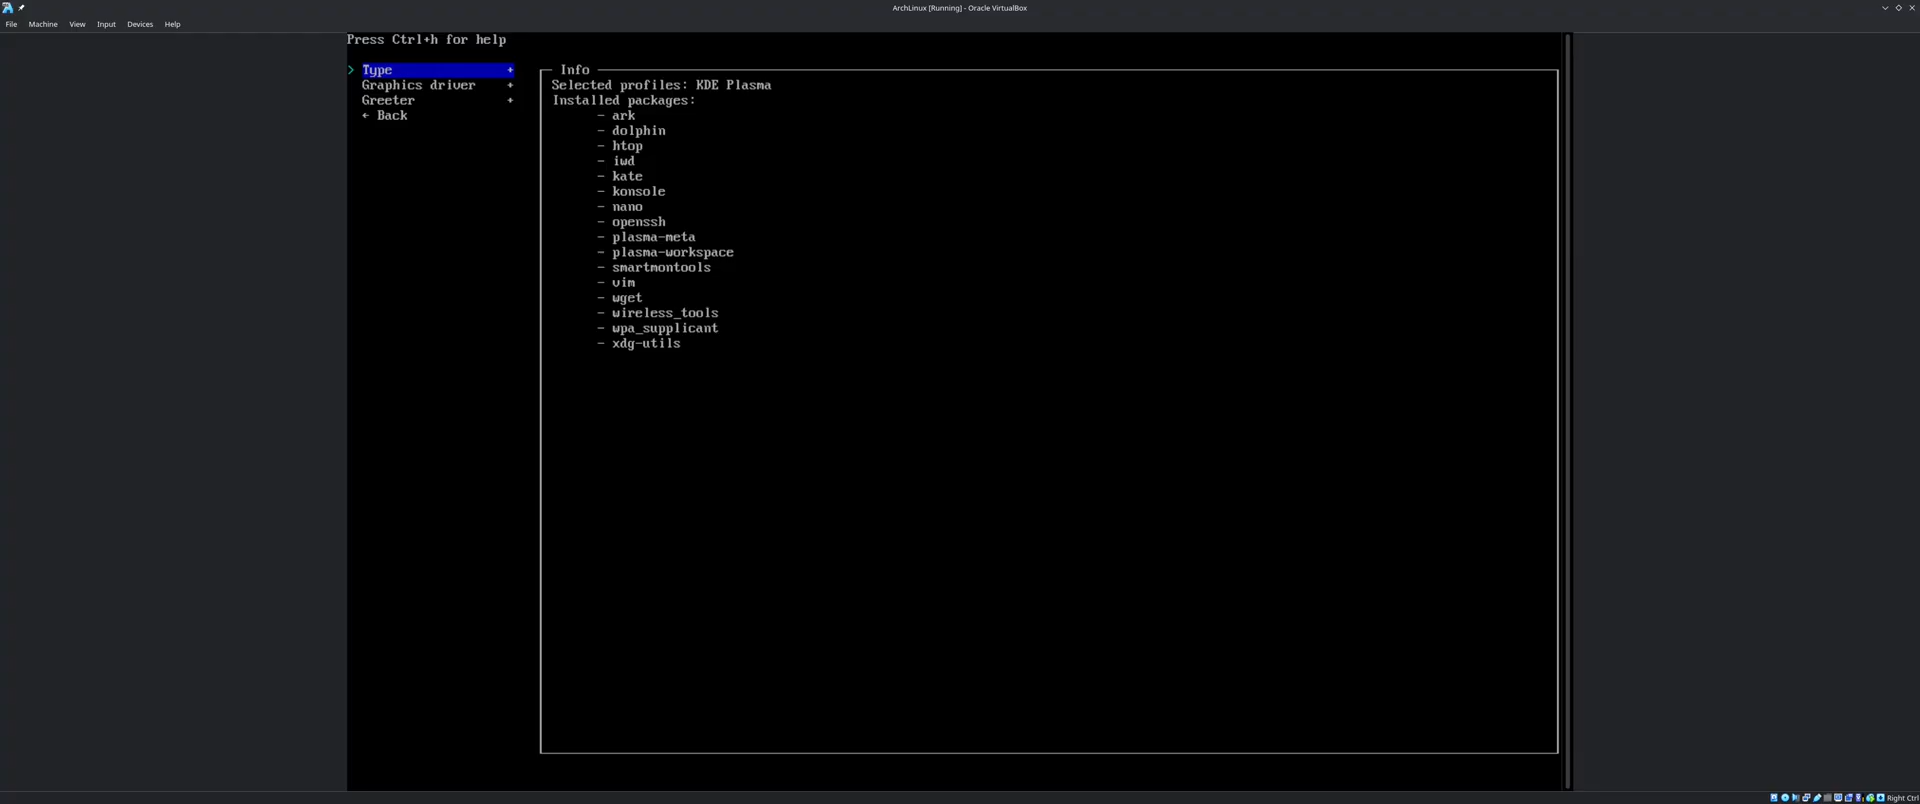 ArchLinux [Running] - Oracle VirtualBox
File Machine View Input Devices Help
Press Ctrl+h for help
> Type +
Graphics driver +
Greeter +
← Back
Info
Selected profiles: KDE Plasma
Installed packages:
- ark
- dolphin
- htop
- iwd
- kate
- konsole
- nano
- openssh
- plasma-meta
- plasma-workspace
- smartmontools
- vim
- wget
- wireless_tools
- wpa_supplicant
- xdg-utils
Right Ctrl